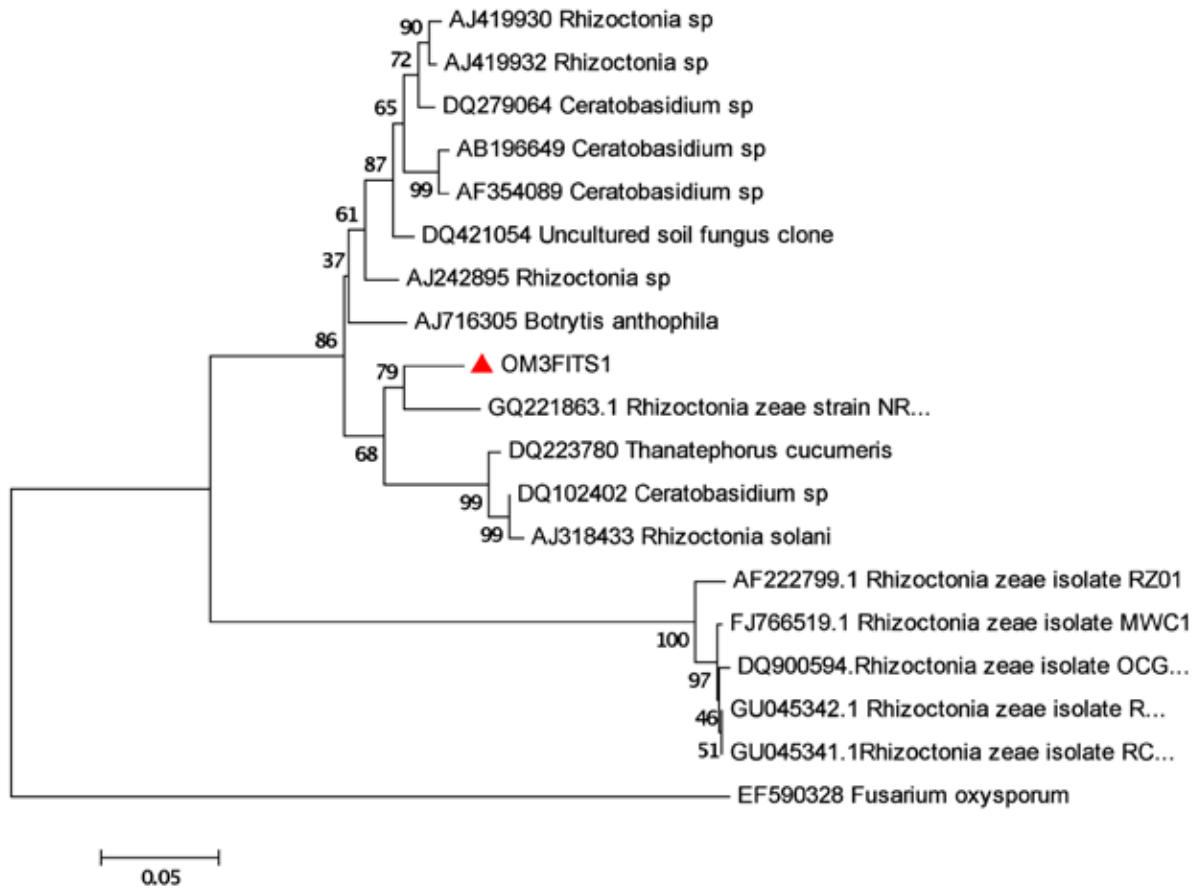 AJ419930 Rhizoctonia sp
90
AJ419932 Rhizoctonia sp
72
DQ279064 Ceratobasidium sp
65
AB196649 Ceratobasidium sp
87
99
AF354089 Ceratobasidium sp
61
DQ421054 Uncultured soil fungus clone
37
AJ242895 Rhizoctonia sp
AJ716305 Botrytis anthophila
86
OM3FITS1
79
GQ221863.1 Rhizoctonia zeae strain NR...
68
DQ223780 Thanatephorus cucumeris
99
DQ102402 Ceratobasidium sp
99
AJ318433 Rhizoctonia solani
AF222799.1 Rhizoctonia zeae isolate RZ01
FJ766519.1 Rhizoctonia zeae isolate MWC1
100
DQ900594.Rhizoctonia zeae isolate OCG...
97
GU045342.1 Rhizoctonia zeae isolate R...
46
GU045341.1Rhizoctonia zeae isolate RC...
51
EF590328 Fusarium oxysporum
0.05